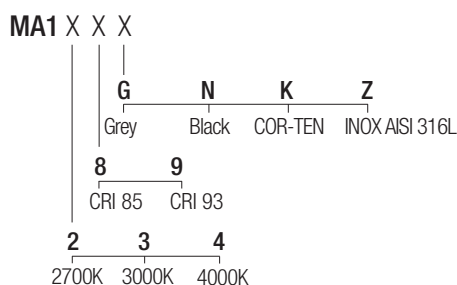 MA1 X X X
G N K Z
Grey Black COR-TEN INOX AISI 316L
8 9
CRI 85 CRI 93
2 3 4
2700K 3000K 4000K